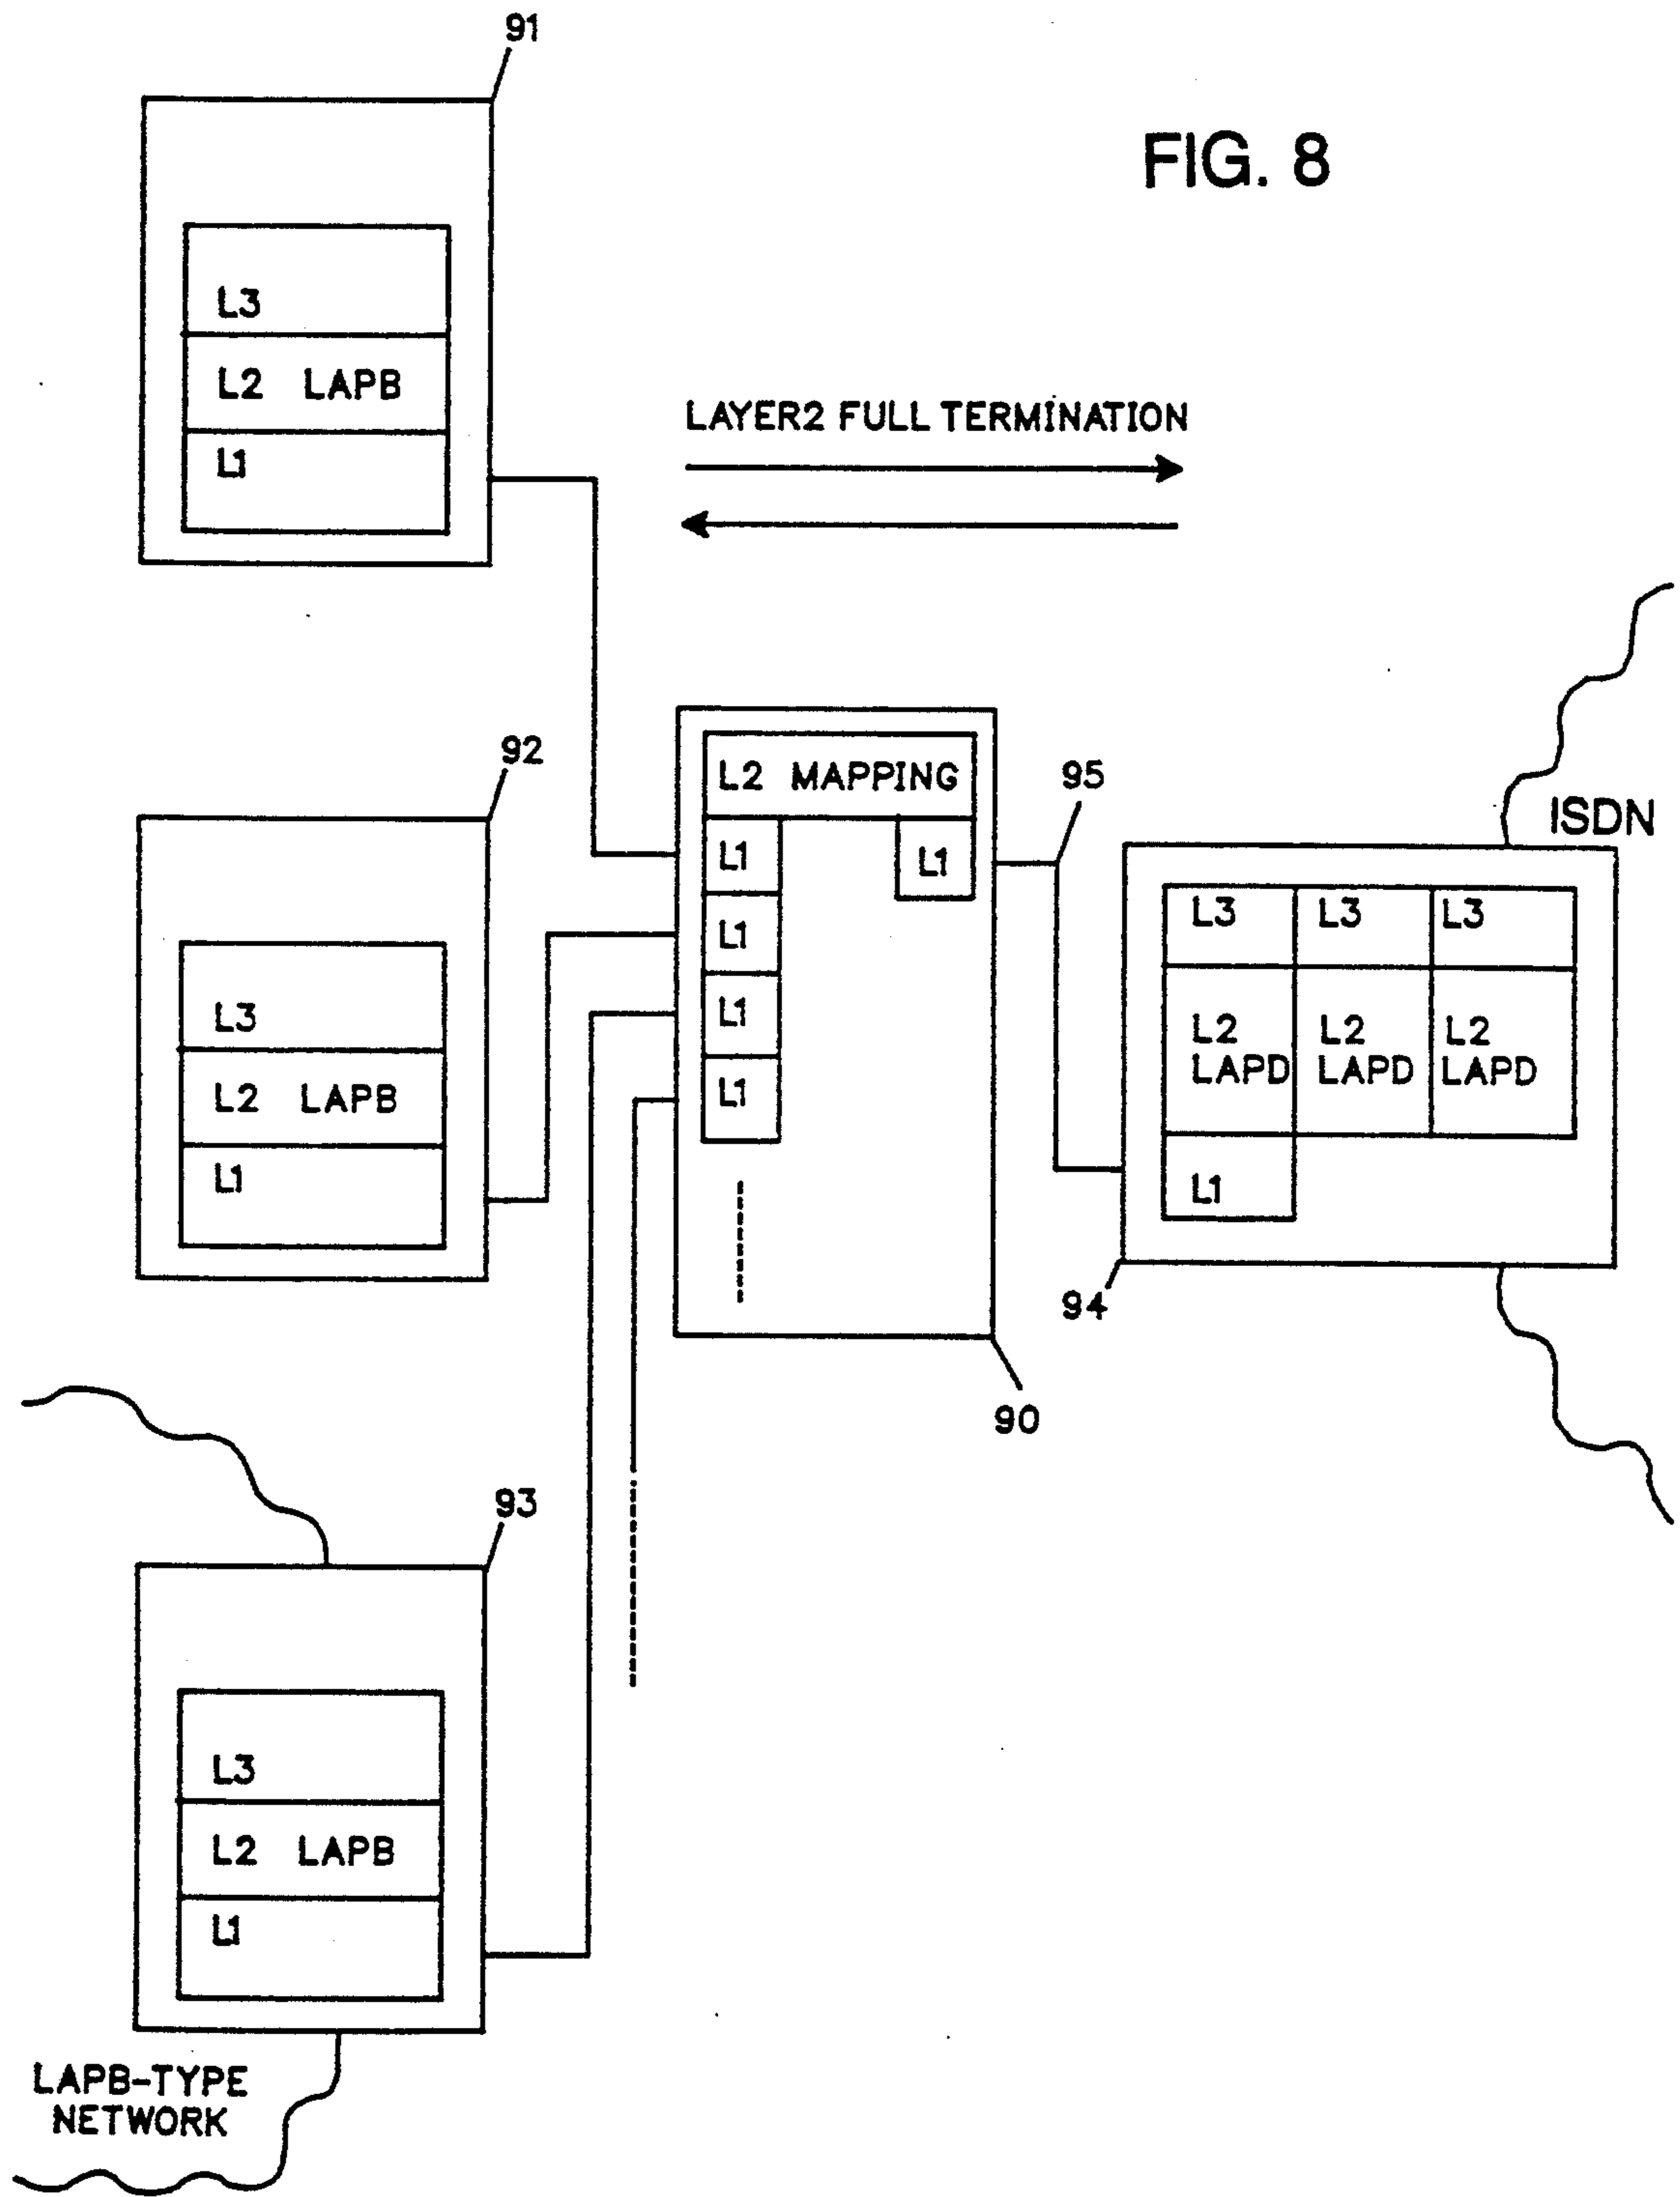 91
FIG. 8
L3
L2 LAPB
L1
LAYER2 FULL TERMINATION
92
L3
L2 LAPB
L1
L2 MAPPING
L1
L1
L1
L1
L1
95
ISDN
L3 L3 L3
L2 L2 L2
LAPD LAPD LAPD
L1
94
90
93
L3
L2 LAPB
L1
LAPB-TYPE
NETWORK